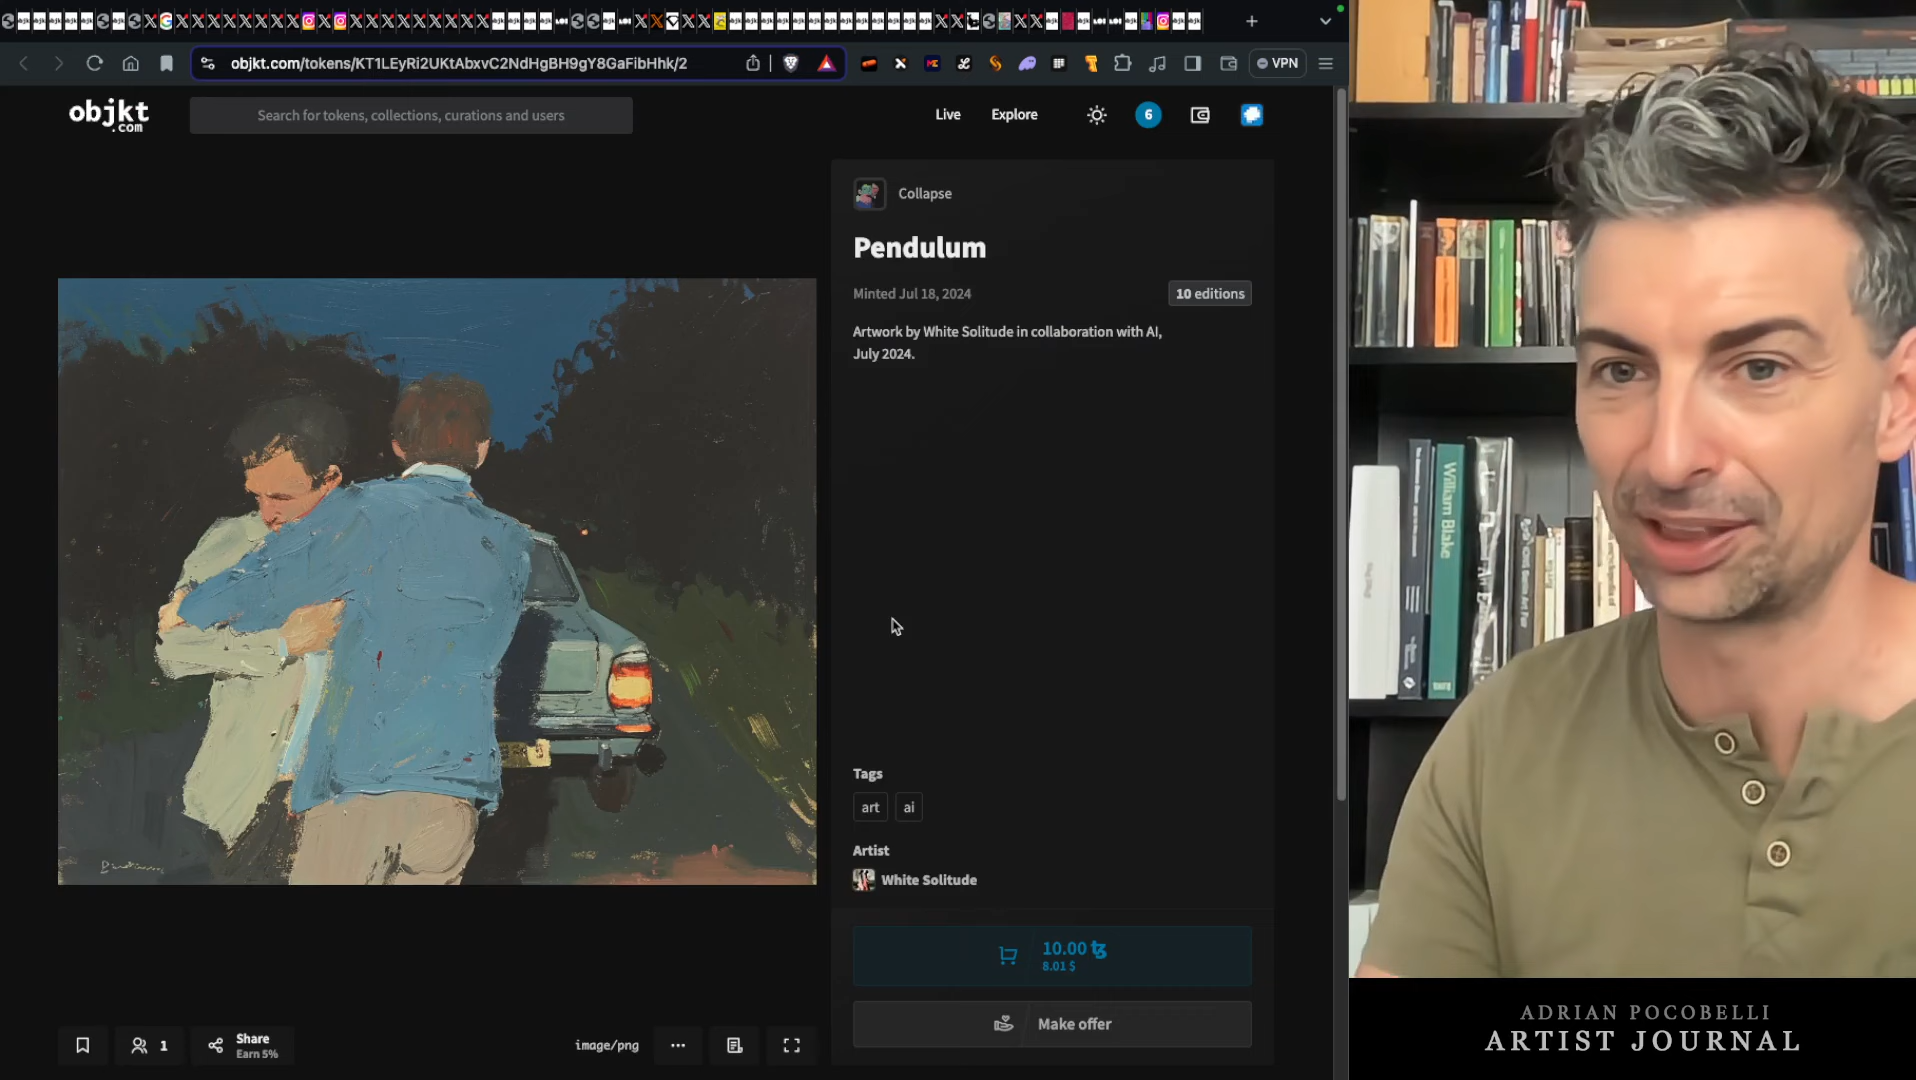 objkt.com/tokens/KT1LEyRi2UKtAbxvC2NdHgBH9gY8GaFibHhk/2
VPN
objkt
.com
Search for tokens, collections, curations and users
Live
Explore
6
Collapse
Pendulum
Minted Jul 18, 2024
10 editions
Artwork by White Solitude in collaboration with AI,
July 2024.
Tags
art
ai
Artist
White Solitude
10.00 ꜩ
8.01 $
Make offer
1
Share
Earn 5%
image/png
William Blake
ADRIAN POCOBELLI
ARTIST JOURNAL